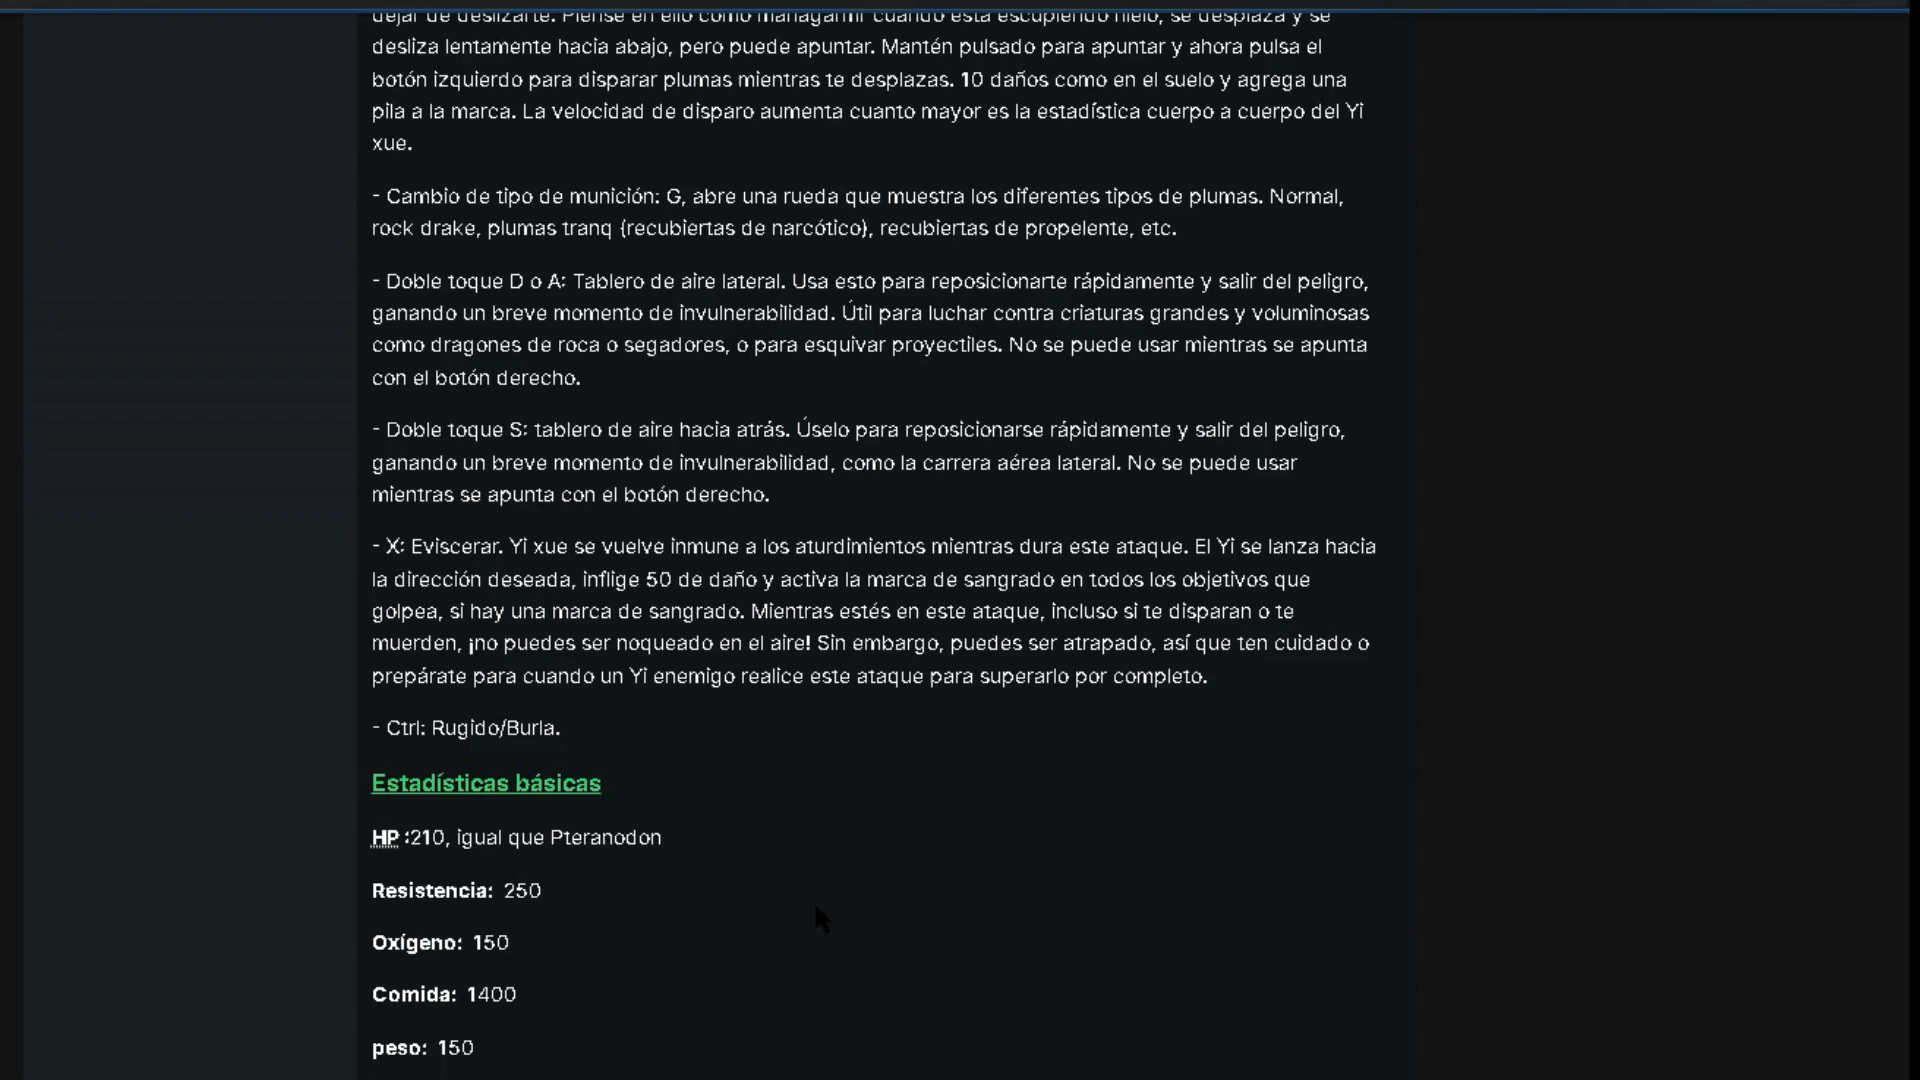 dejar de deslizarte. Piense en ello como managarmr cuando está escupiendo hielo, se desplaza y se
desliza lentamente hacia abajo, pero puede apuntar. Mantén pulsado para apuntar y ahora pulsa el
botón izquierdo para disparar plumas mientras te desplazas. 10 daños como en el suelo y agrega una
pila a la marca. La velocidad de disparo aumenta cuanto mayor es la estadística cuerpo a cuerpo del Yi
xue.
- Cambio de tipo de munición: G, abre una rueda que muestra los diferentes tipos de plumas. Normal,
rock drake, plumas tranq (recubiertas de narcótico), recubiertas de propelente, etc.
- Doble toque D o A: Tablero de aire lateral. Usa esto para reposicionarte rápidamente y salir del peligro,
ganando un breve momento de invulnerabilidad. Útil para luchar contra criaturas grandes y voluminosas
como dragones de roca o segadores, o para esquivar proyectiles. No se puede usar mientras se apunta
con el botón derecho.
- Doble toque S: tablero de aire hacia atrás. Úselo para reposicionarse rápidamente y salir del peligro,
ganando un breve momento de invulnerabilidad, como la carrera aérea lateral. No se puede usar
mientras se apunta con el botón derecho.
- X: Eviscerar. Yi xue se vuelve inmune a los aturdimientos mientras dura este ataque. El Yi se lanza hacia
la dirección deseada, inflige 50 de daño y activa la marca de sangrado en todos los objetivos que
golpea, si hay una marca de sangrado. Mientras estés en este ataque, incluso si te disparan o te
muerden, ¡no puedes ser noqueado en el aire! Sin embargo, puedes ser atrapado, así que ten cuidado o
prepárate para cuando un Yi enemigo realice este ataque para superarlo por completo.
- Ctrl: Rugido/Burla.
Estadísticas básicas
HP :210, igual que Pteranodon
Resistencia: 250
Oxígeno: 150
Comida: 1400
peso: 150